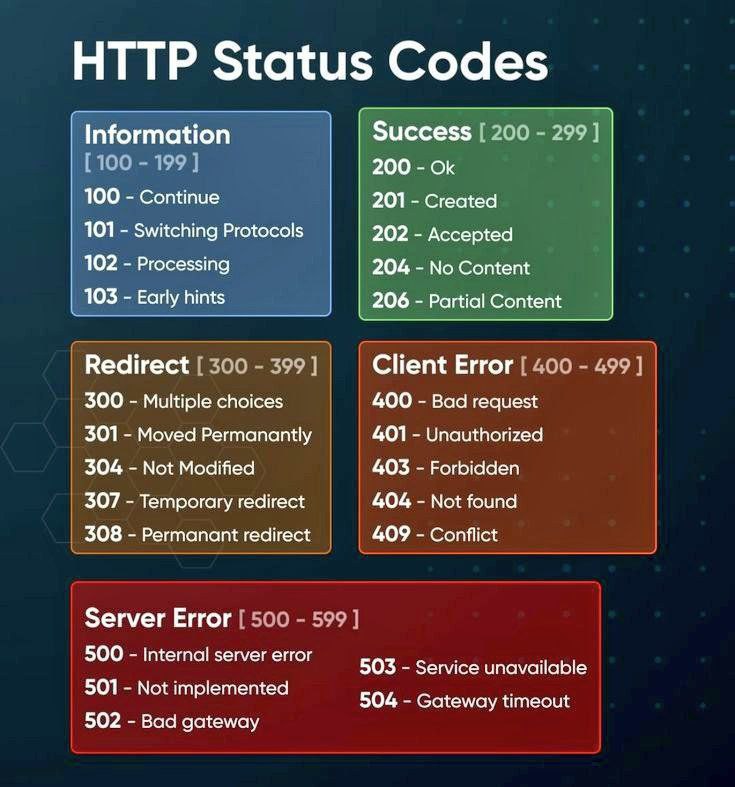 HTTP Status Codes
Information
[ 100 - 199 ]
100 - Continue
101 - Switching Protocols
102 - Processing
103 - Early hints
Success [ 200 - 299 ]
200 - Ok
201 - Created
202 - Accepted
204 - No Content
206 - Partial Content
Redirect [ 300 - 399 ]
300 - Multiple choices
301 - Moved Permanantly
304 - Not Modified
307 - Temporary redirect
308 - Permanant redirect
Client Error [ 400 - 499 ]
400 - Bad request
401 - Unauthorized
403 - Forbidden
404 - Not found
409 - Conflict
Server Error [ 500 - 599 ]
500 - Internal server error
501 - Not implemented
502 - Bad gateway
503 - Service unavailable
504 - Gateway timeout